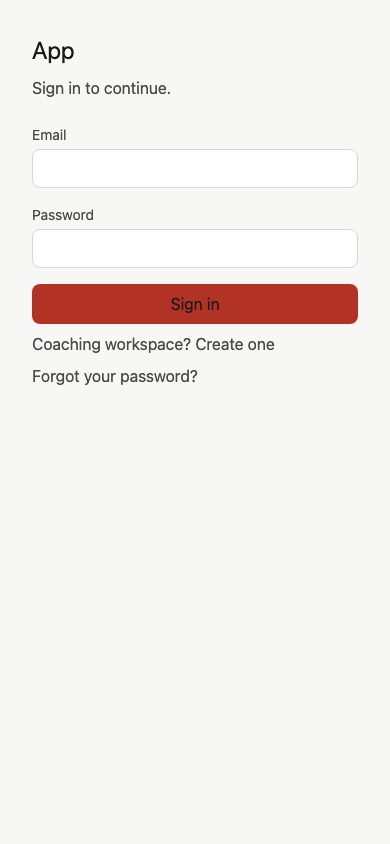 App
Sign in to continue.
Email
Password
Sign in
Coaching workspace? Create one
Forgot your password?